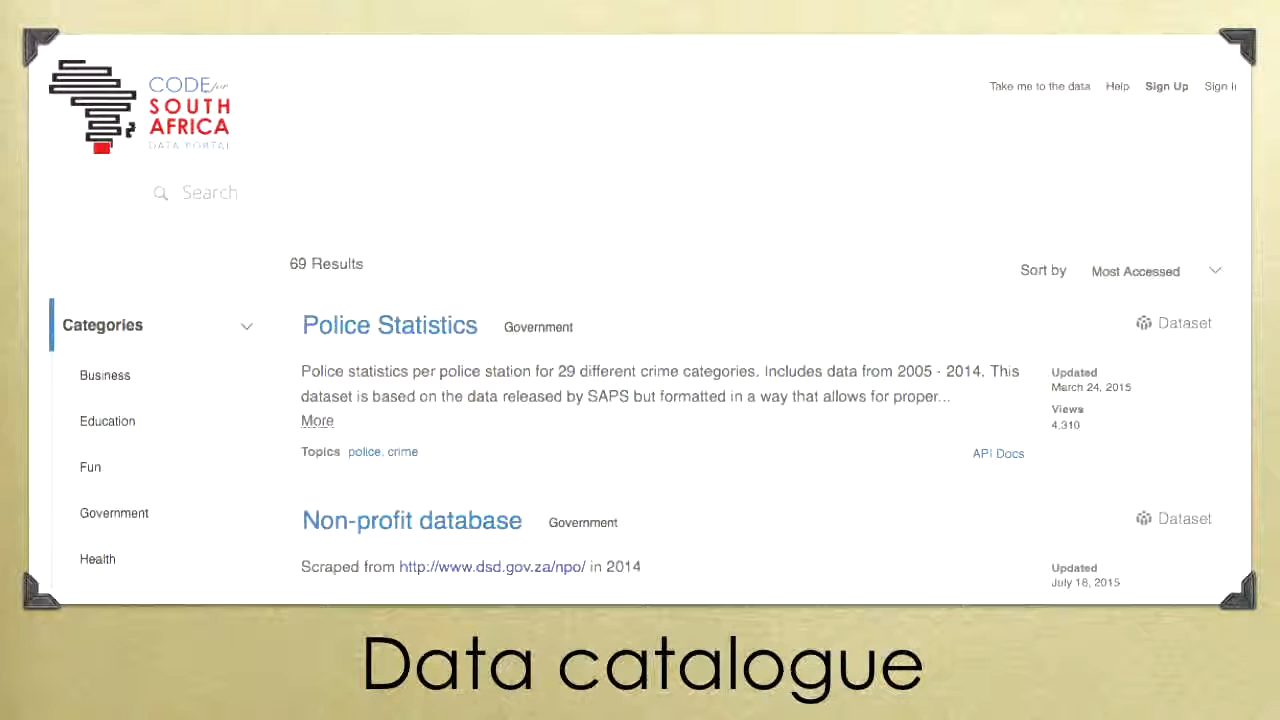 CODE for
SOUTH
AFRICA
DATA PORTAL
Take me to the data Help Sign Up Sign I
Search
69 Results
Sort by Most Accessed
Categories
Business
Education
Fun
Government
Health
Police Statistics Government
Dataset
Police statistics per police station for 29 different crime categories. Includes data from 2005 - 2014. This
dataset is based on the data released by SAPS but formatted in a way that allows for proper...
More
Topics police, crime
API Docs
Updated
March 24, 2015
Views
4,310
Non-profit database Government
Dataset
Scraped from http://www.dsd.gov.za/npo/ in 2014
Updated
July 16, 2015
Data catalogue